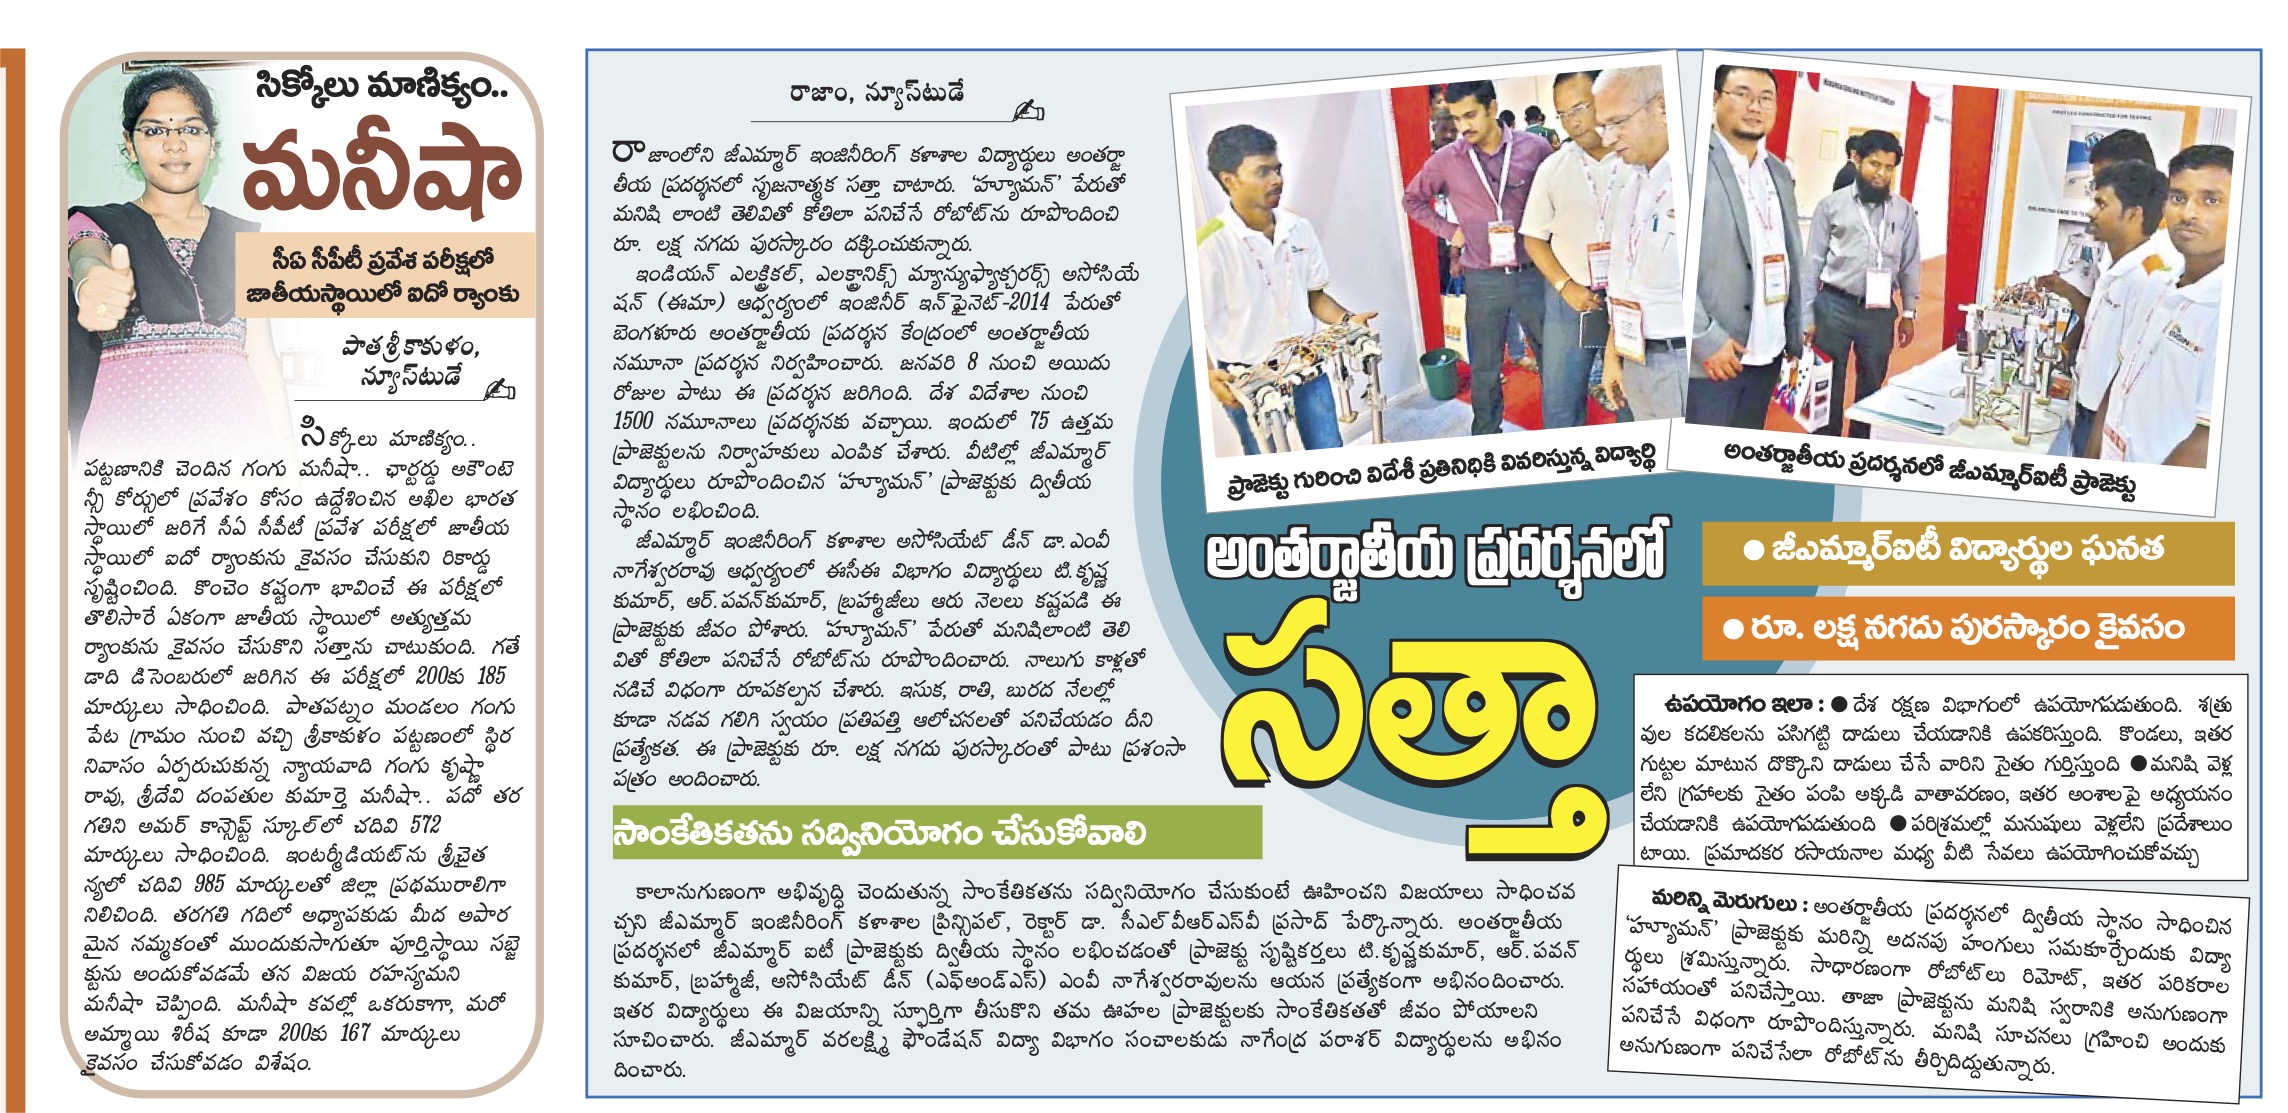 సిక్కోలు మాణిక్యం..
మనీషా
సీఏ సీపీటీ ప్రవేశ పరీక్షలో
జాతీయస్థాయిలో ఐదో ర్యాంకు
పాతశ్రీకాకుళం,
న్యూస్‌టుడే
సిక్కోలు మాణిక్యం..
పట్టణానికి చెందిన గంగు మనీషా.. ఛార్టర్డు అకౌంటె
న్సీ కోర్సులో ప్రవేశం కోసం ఉద్దేశించిన అఖిల భారత
స్థాయిలో జరిగే సీఏ సీపీటీ ప్రవేశ పరీక్షలో జాతీయ
స్థాయిలో ఐదో ర్యాంకును కైవసం చేసుకుని రికార్డు
సృష్టించింది. కొంచెం కష్టంగా భావించే ఈ పరీక్షలో
తొలిసారే ఏకంగా జాతీయ స్థాయిలో అత్యుత్తమ
ర్యాంకును కైవసం చేసుకొని సత్తాను చాటుకుంది. గతే
డాది డిసెంబరులో జరిగిన ఈ పరీక్షలో 200కు 185
మార్కులు సాధించింది. పాతపట్నం మండలం గంగు
పేట గ్రామం నుంచి వచ్చి శ్రీకాకుళం పట్టణంలో స్థిర
నివాసం ఏర్పరుచుకున్న న్యాయవాది గంగు కృష్ణా
రావు, శ్రీదేవి దంపతుల కుమార్తె మనీషా.. పదో తర
గతిని అమర్ కాన్సెప్ట్ స్కూల్‌లో చదివి 572
మార్కులు సాధించింది. ఇంటర్మీడియట్‌ను శ్రీచైత
న్యలో చదివి 985 మార్కులతో జిల్లా ప్రథమురాలిగా
నిలిచింది. తరగతి గదిలో అధ్యాపకుడు మీద అపార
మైన నమ్మకంతో ముందుకుసాగుతూ పూర్తిస్థాయి సబ్జె
క్టును అందుకోవడమే తన విజయ రహస్యమని
మనీషా చెప్పింది. మనీషా కవల్లో ఒకరుకాగా, మరో
అమ్మాయి శిరీష కూడా 200కు 167 మార్కులు
కైవసం చేసుకోవడం విశేషం.
రాజాం, న్యూస్‌టుడే
రాజాంలోని జీఎమ్మార్ ఇంజినీరింగ్ కళాశాల విద్యార్థులు అంతర్జా
తీయ ప్రదర్శనలో సృజనాత్మక సత్తా చాటారు. ‘హ్యూమన్’ పేరుతో
మనిషి లాంటి తెలివితో కోతిలా పనిచేసే రోబోట్‌ను రూపొందించి
రూ. లక్ష నగదు పురస్కారం దక్కించుకున్నారు.
ఇండియన్ ఎలక్ట్రికల్, ఎలక్ట్రానిక్స్ మ్యాన్యుఫ్యాక్చరర్స్ అసోసియే
షన్ (ఈమా) ఆధ్వర్యంలో ఇంజినీర్ ఇన్‌ఫైనెట్-2014 పేరుతో
బెంగళూరు అంతర్జాతీయ ప్రదర్శన కేంద్రంలో అంతర్జాతీయ
నమూనా ప్రదర్శన నిర్వహించారు. జనవరి 8 నుంచి అయిదు
రోజుల పాటు ఈ ప్రదర్శన జరిగింది. దేశ విదేశాల నుంచి
1500 నమూనాలు ప్రదర్శనకు వచ్చాయి. ఇందులో 75 ఉత్తమ
ప్రాజెక్టులను నిర్వాహకులు ఎంపిక చేశారు. వీటిల్లో జీఎమ్మార్
విద్యార్థులు రూపొందించిన ‘హ్యూమన్’ ప్రాజెక్టుకు ద్వితీయ
స్థానం లభించింది.
జీఎమ్మార్ ఇంజినీరింగ్ కళాశాల అసోసియేట్ డీన్ డా.ఎంవీ
నాగేశ్వరరావు ఆధ్వర్యంలో ఈసీఈ విభాగం విద్యార్థులు టి.కృష్ణ
కుమార్, ఆర్.పవన్‌కుమార్, బ్రహ్మాజీలు ఆరు నెలలు కష్టపడి ఈ
ప్రాజెక్టుకు జీవం పోశారు. ‘హ్యూమన్’ పేరుతో మనిషిలాంటి తెలి
వితో కోతిలా పనిచేసే రోబోట్‌ను రూపొందించారు. నాలుగు కాళ్లతో
నడిచే విధంగా రూపకల్పన చేశారు. ఇసుక, రాతి, బురద నేలల్లో
కూడా నడవ గలిగి స్వయం ప్రతిపత్తి ఆలోచనలతో పనిచేయడం దీని
ప్రత్యేకత. ఈ ప్రాజెక్టుకు రూ. లక్ష నగదు పురస్కారంతో పాటు ప్రశంసా
పత్రం అందించారు.
ప్రాజెక్టు గురించి విదేశీ ప్రతినిధికి వివరిస్తున్న విద్యార్థి
అంతర్జాతీయ ప్రదర్శనలో జీఎమ్మార్‌ఐటీ ప్రాజెక్టు
అంతర్జాతీయ ప్రదర్శనలో
సత్తా
● జీఎమ్మార్‌ఐటీ విద్యార్థుల ఘనత
● రూ. లక్ష నగదు పురస్కారం కైవసం
ఉపయోగం ఇలా : ● దేశ రక్షణ విభాగంలో ఉపయోగపడుతుంది. శత్రు
వుల కదలికలను పసిగట్టి దాడులు చేయడానికి ఉపకరిస్తుంది. కొండలు, ఇతర
గుట్టల మాటున దొక్కొని దాడులు చేసే వారిని సైతం గుర్తిస్తుంది ● మనిషి వెళ్ల
లేని గ్రహాలకు సైతం పంపి అక్కడి వాతావరణం, ఇతర అంశాలపై అధ్యయనం
చేయడానికి ఉపయోగపడుతుంది ● పరిశ్రమల్లో మనుషులు వెళ్లలేని ప్రదేశాలుం
టాయి. ప్రమాదకర రసాయనాల మధ్య వీటి సేవలు ఉపయోగించుకోవచ్చు
సాంకేతికతను సద్వినియోగం చేసుకోవాలి
కాలానుగుణంగా అభివృద్ధి చెందుతున్న సాంకేతికతను సద్వినియోగం చేసుకుంటే ఊహించని విజయాలు సాధించవ
చ్చని జీఎమ్మార్ ఇంజినీరింగ్ కళాశాల ప్రిన్సిపల్, రెక్టార్ డా. సీఎల్‌వీఆర్‌ఎస్‌వీ ప్రసాద్ పేర్కొన్నారు. అంతర్జాతీయ
ప్రదర్శనలో జీఎమ్మార్ ఐటీ ప్రాజెక్టుకు ద్వితీయ స్థానం లభించడంతో ప్రాజెక్టు సృష్టికర్తలు టి.కృష్ణకుమార్, ఆర్.పవన్
కుమార్, బ్రహ్మాజీ, అసోసియేట్ డీన్ (ఎఫ్‌అండ్‌ఎస్) ఎంవీ నాగేశ్వరరావులను ఆయన ప్రత్యేకంగా అభినందించారు.
ఇతర విద్యార్థులు ఈ విజయాన్ని స్ఫూర్తిగా తీసుకొని తమ ఊహల ప్రాజెక్టులకు సాంకేతికతతో జీవం పోయాలని
సూచించారు. జీఎమ్మార్ వరలక్ష్మి ఫౌండేషన్ విద్యా విభాగం సంచాలకుడు నాగేంద్ర పరాశర్ విద్యార్థులను అభినం
దించారు.
మరిన్ని మెరుగులు : అంతర్జాతీయ ప్రదర్శనలో ద్వితీయ స్థానం సాధించిన
‘హ్యూమన్’ ప్రాజెక్టుకు మరిన్ని అదనపు హంగులు సమకూర్చేందుకు విద్యా
ర్థులు శ్రమిస్తున్నారు. సాధారణంగా రోబోట్‌లు రిమోట్, ఇతర పరికరాల
సహాయంతో పనిచేస్తాయి. తాజా ప్రాజెక్టును మనిషి స్వరానికి అనుగుణంగా
పనిచేసే విధంగా రూపొందిస్తున్నారు. మనిషి సూచనలు గ్రహించి అందుకు
అనుగుణంగా పనిచేసేలా రోబోట్‌ను తీర్చిదిద్దుతున్నారు.